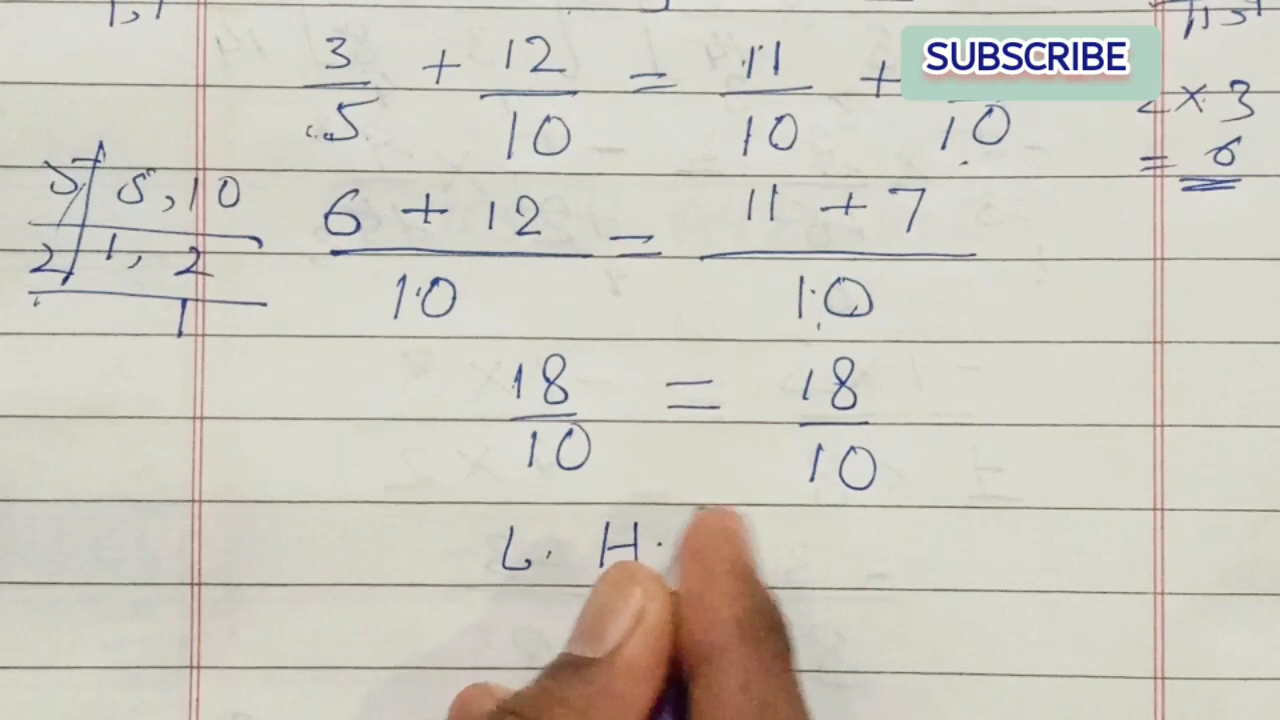 3/5 + 12/10 = 11/10 + /10
SUBSCRIBE
× 3
= 6
5 | 5, 10
2 | 1, 2
1
6 + 12 / 10 = 11 + 7 / 10
18/10 = 18/10
L. H.